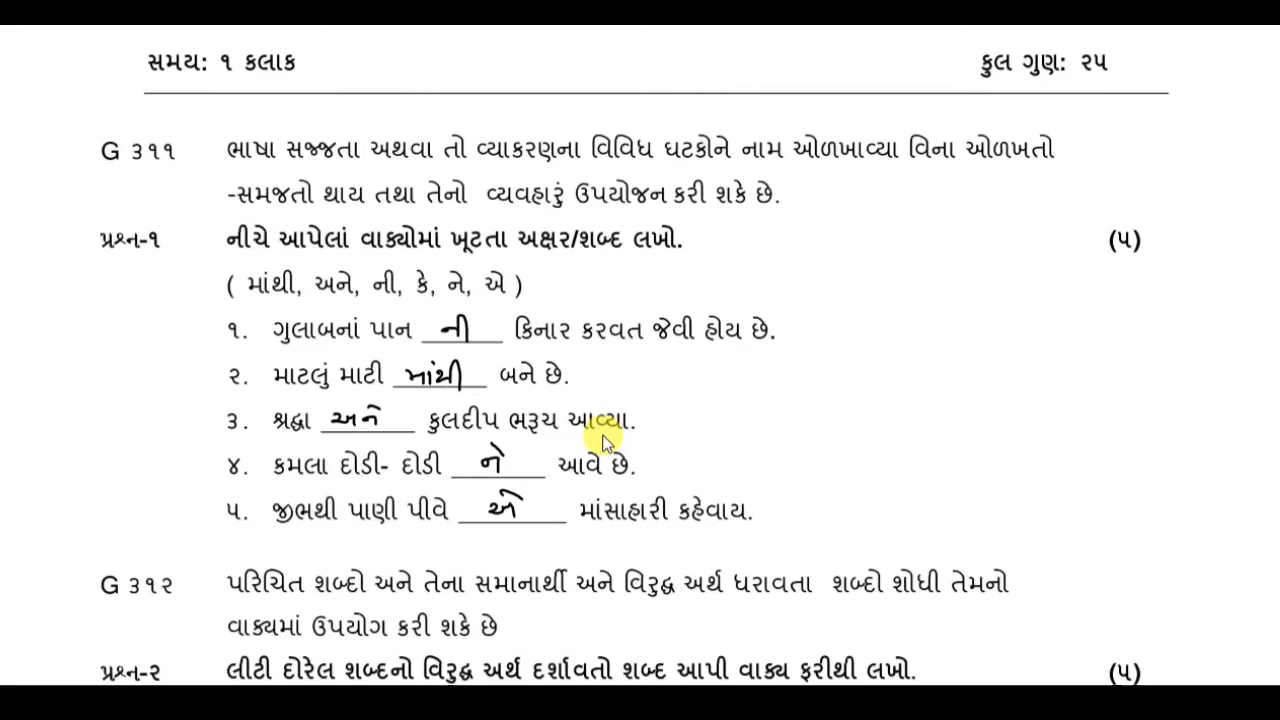 સમય: ૧ કલાક કુલ ગુણ: ૨૫
G ૩૧૧ ભાષા સજ્જતા અથવા તો વ્યાકરણના વિવિધ ઘટકોને નામ ઓળખાવ્યા વિના ઓળખતો
-સમજતો થાય તથા તેનો વ્યવહારું ઉપયોજન કરી શકે છે.
પ્રશ્ન-૧ નીચે આપેલાં વાક્યોમાં ખૂટતા અક્ષર/શબ્દ લખો. (૫)
( માંથી, અને, ની, કે, ને, એ )
૧. ગુલાબનાં પાન ની કિનાર કરવત જેવી હોય છે.
૨. માટલું માટી માંથી બને છે.
૩. શ્રદ્ધા અને કુલદીપ ભરૂચ આવ્યા.
૪. કમલા દોડી- દોડી ને આવે છે.
૫. જીભથી પાણી પીવે એ માંસાહારી કહેવાય.
G ૩૧૨ પરિચિત શબ્દો અને તેના સમાનાર્થી અને વિરુદ્ધ અર્થ ધરાવતા શબ્દો શોધી તેમનો
વાક્યમાં ઉપયોગ કરી શકે છે
પ્રશ્ન-૨ લીટી દોરેલ શબ્દનો વિરુદ્ધ અર્થ દર્શાવતો શબ્દ આપી વાક્ય ફરીથી લખો. (૫)